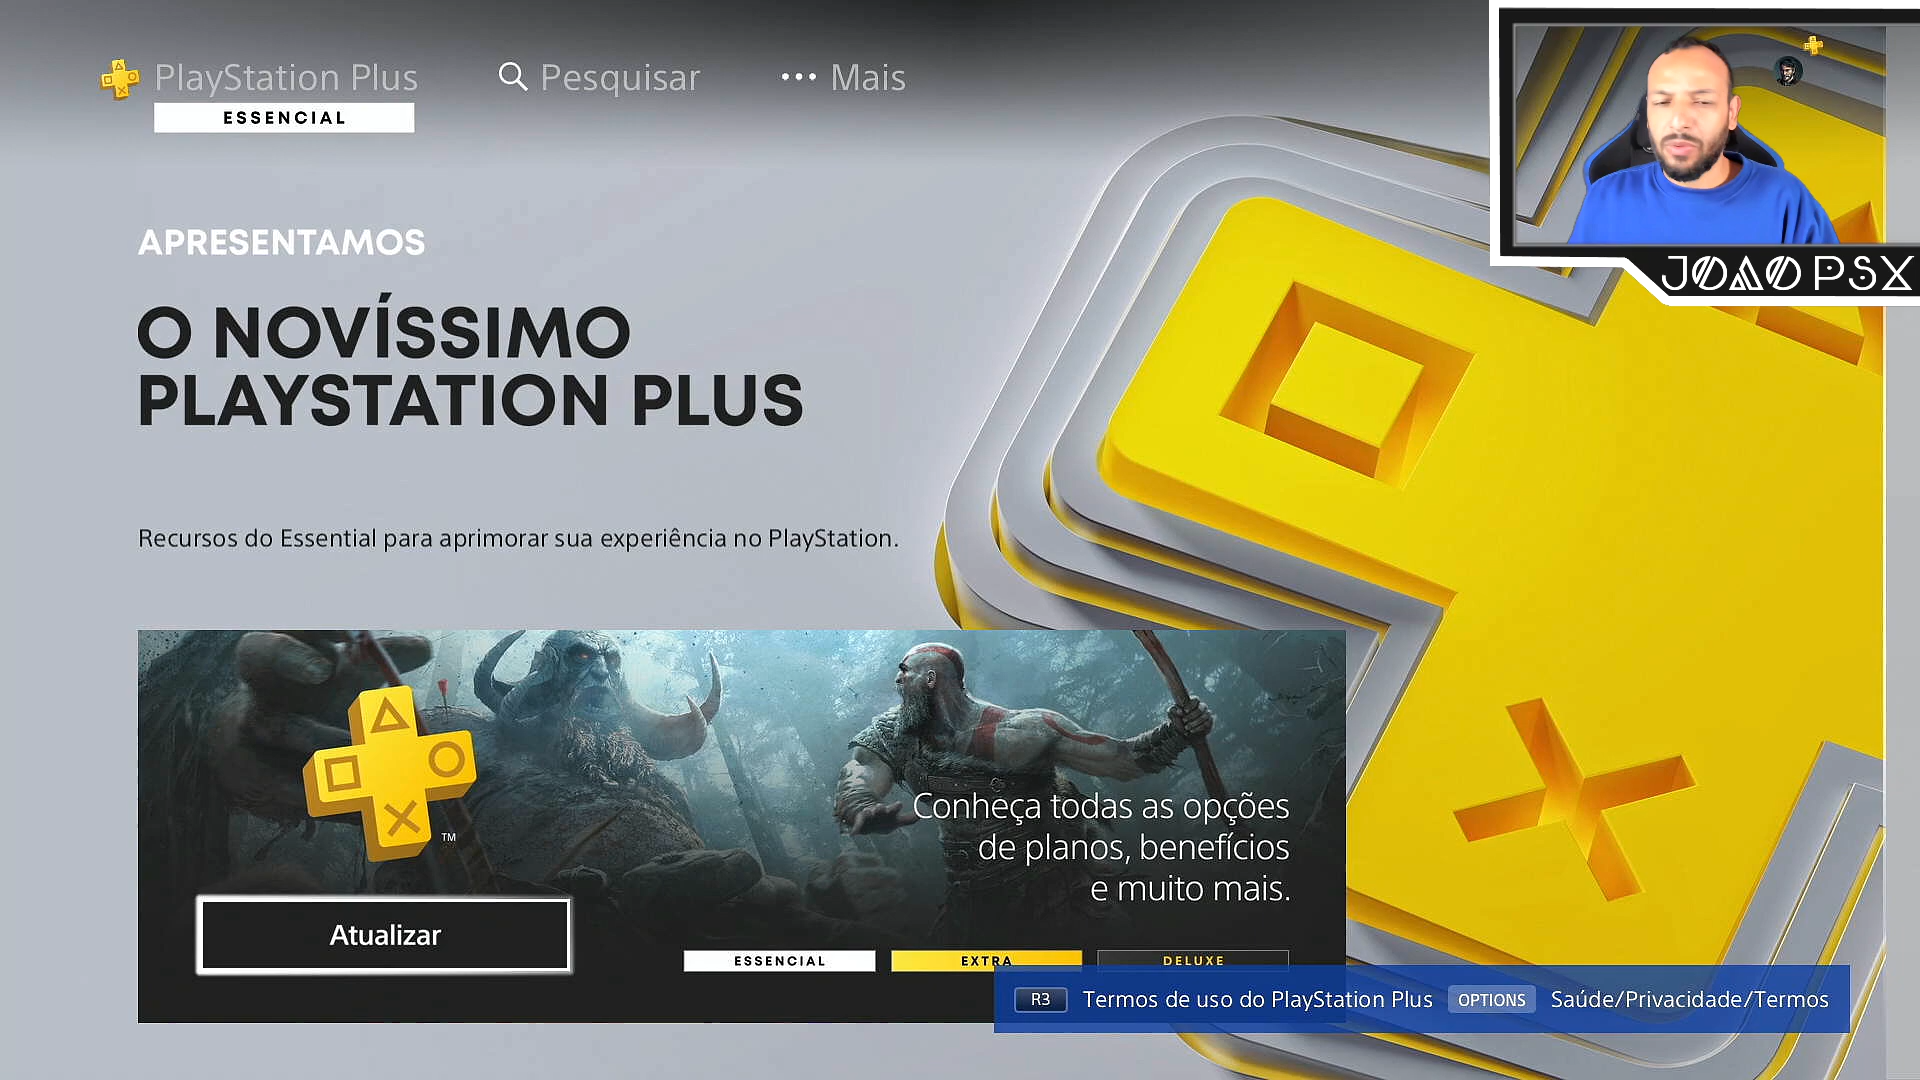 PlayStation Plus
Pesquisar
Mais
ESSENCIAL
JOAO PSX
APRESENTAMOS
O NOVÍSSIMO
PLAYSTATION PLUS
Recursos do Essential para aprimorar sua experiência no PlayStation.
TM
Conheça todas as opções
de planos, benefícios
e muito mais.
Atualizar
ESSENCIAL
EXTRA
DELUXE
R3 Termos de uso do PlayStation Plus OPTIONS Saúde/Privacidade/Termos